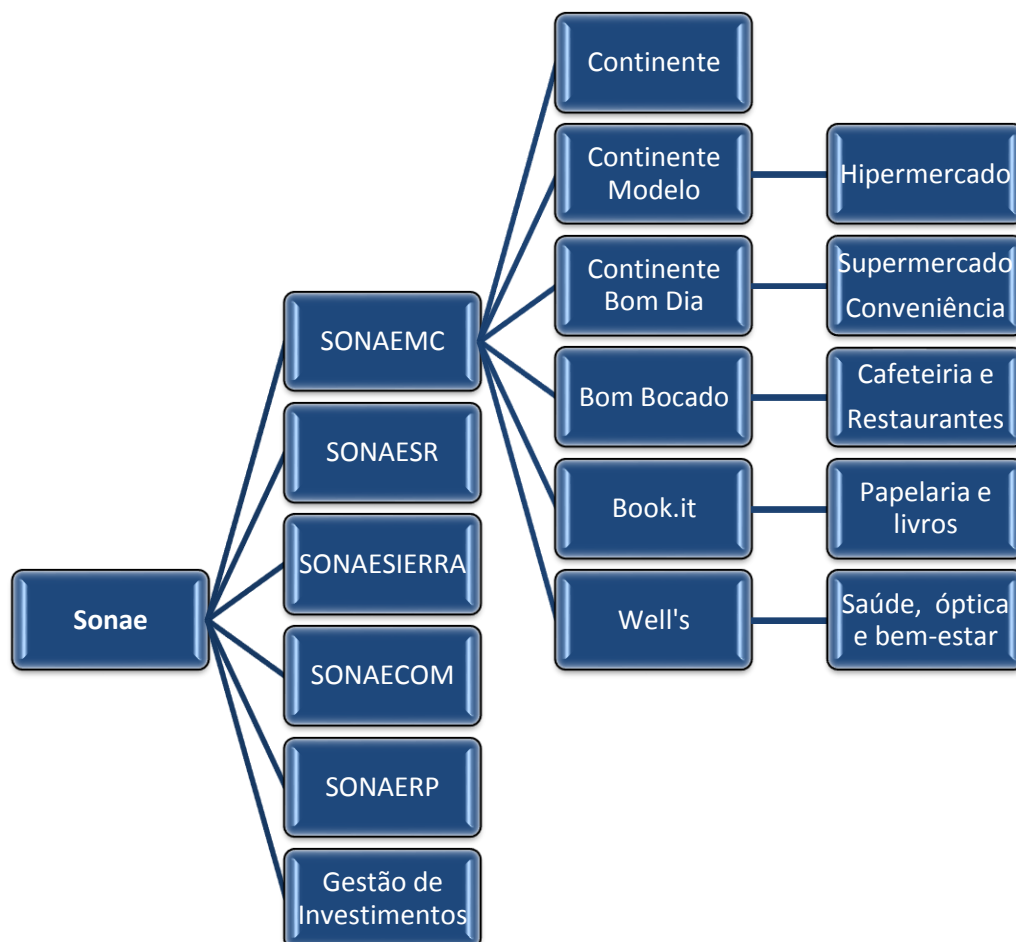 Continente
Continente
Modelo
Hipermercado
Continente
Bom Dia
Supermercado
Conveniência
SONAEMC
Bom Bocado
Cafeteiria e
Restaurantes
SONAESR
Book.it
Papelaria e
livros
SONAESIERRA
Sonae
Well's
Saúde, óptica
e bem-estar
SONAECOM
SONAERP
Gestão de
Investimentos